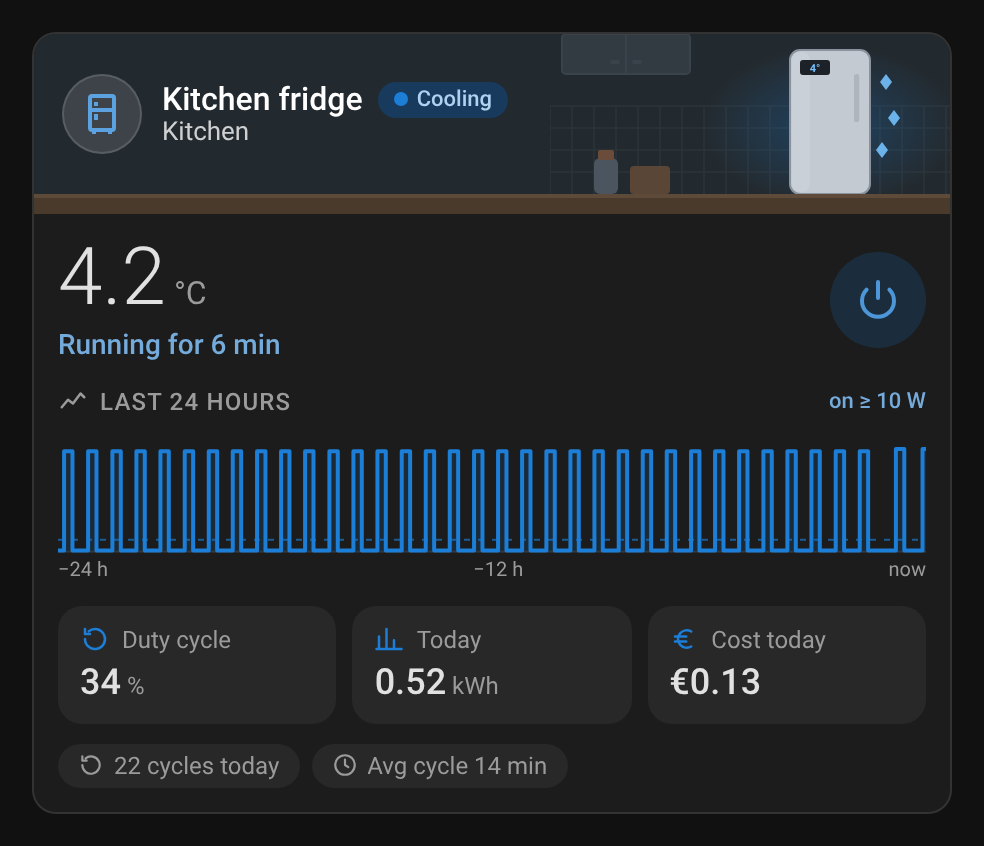 Kitchen fridge
Cooling
Kitchen
4°
4.2 °C
Running for 6 min
LAST 24 HOURS
on ≥ 10 W
−24 h
−12 h
now
Duty cycle
34 %
Today
0.52 kWh
Cost today
€0.13
22 cycles today
Avg cycle 14 min